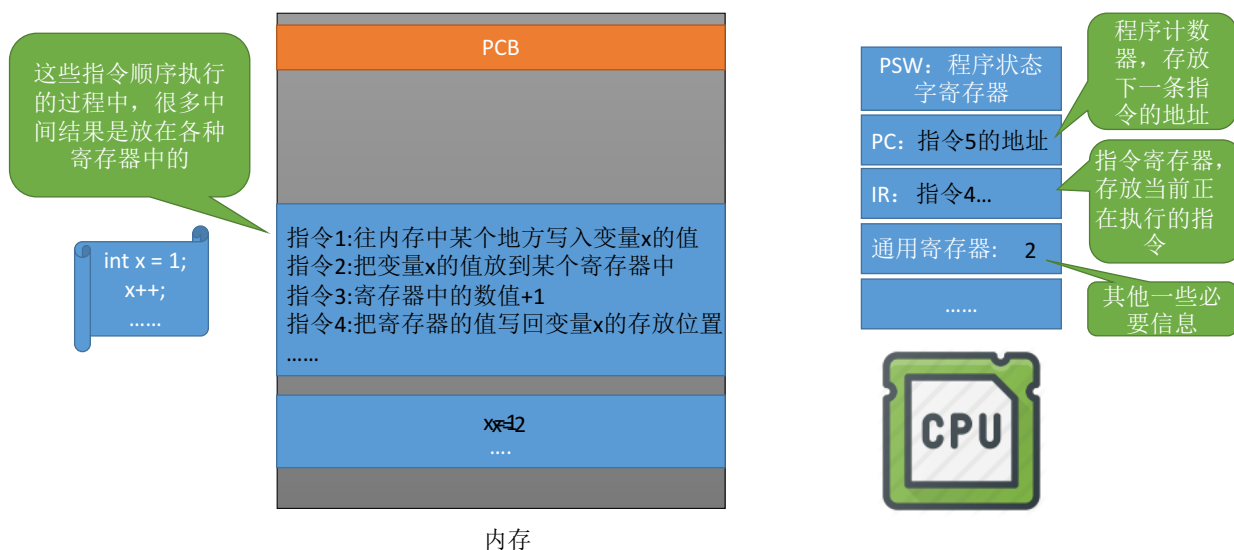 PCB
这些指令顺序执行
的过程中，很多中
间结果是放在各种
寄存器中的
int x = 1;
x++;
……
指令1:往内存中某个地方写入变量x的值
指令2:把变量x的值放到某个寄存器中
指令3:寄存器中的数值+1
指令4:把寄存器的值写回变量x的存放位置
……
x=1
x=2
….
内存
PSW：程序状态
字寄存器
PC：指令5的地址
IR：指令4…
通用寄存器： 2
……
程序计数
器，存放
下一条指
令的地址
指令寄存器，
存放当前正
在执行的指
令
其他一些必
要信息
CPU